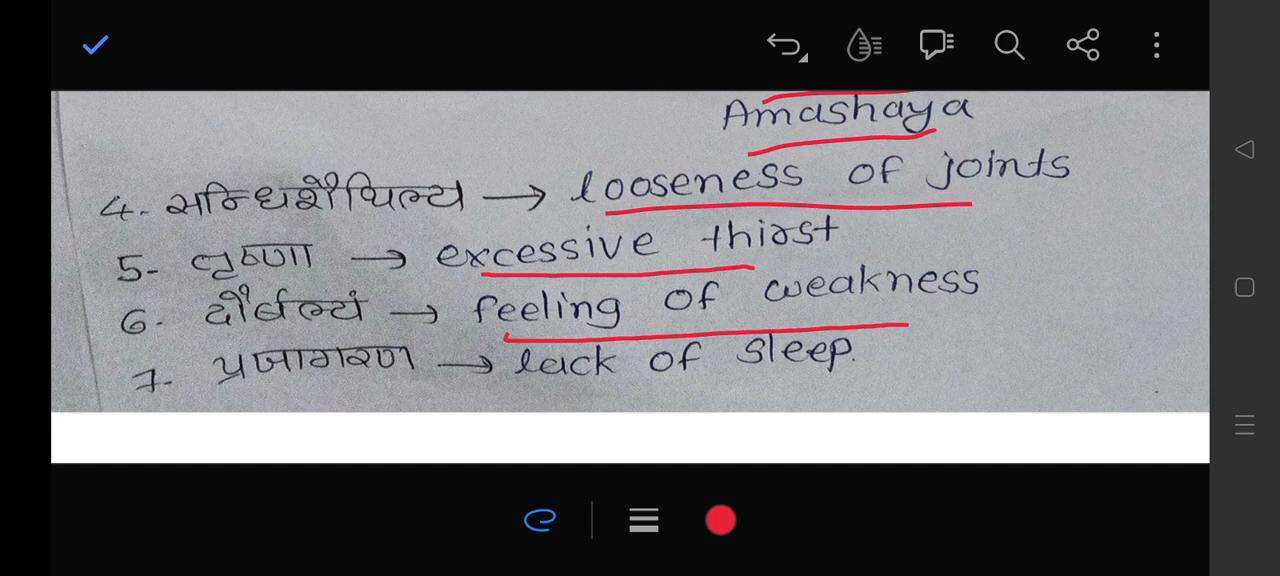 Amashaya
4. सन्धिशैथिल्य → looseness of joints
5- तृष्णा → excessive thirst
6. दौर्बल्यं → feeling of weakness
7- प्रजागरण → lack of sleep.